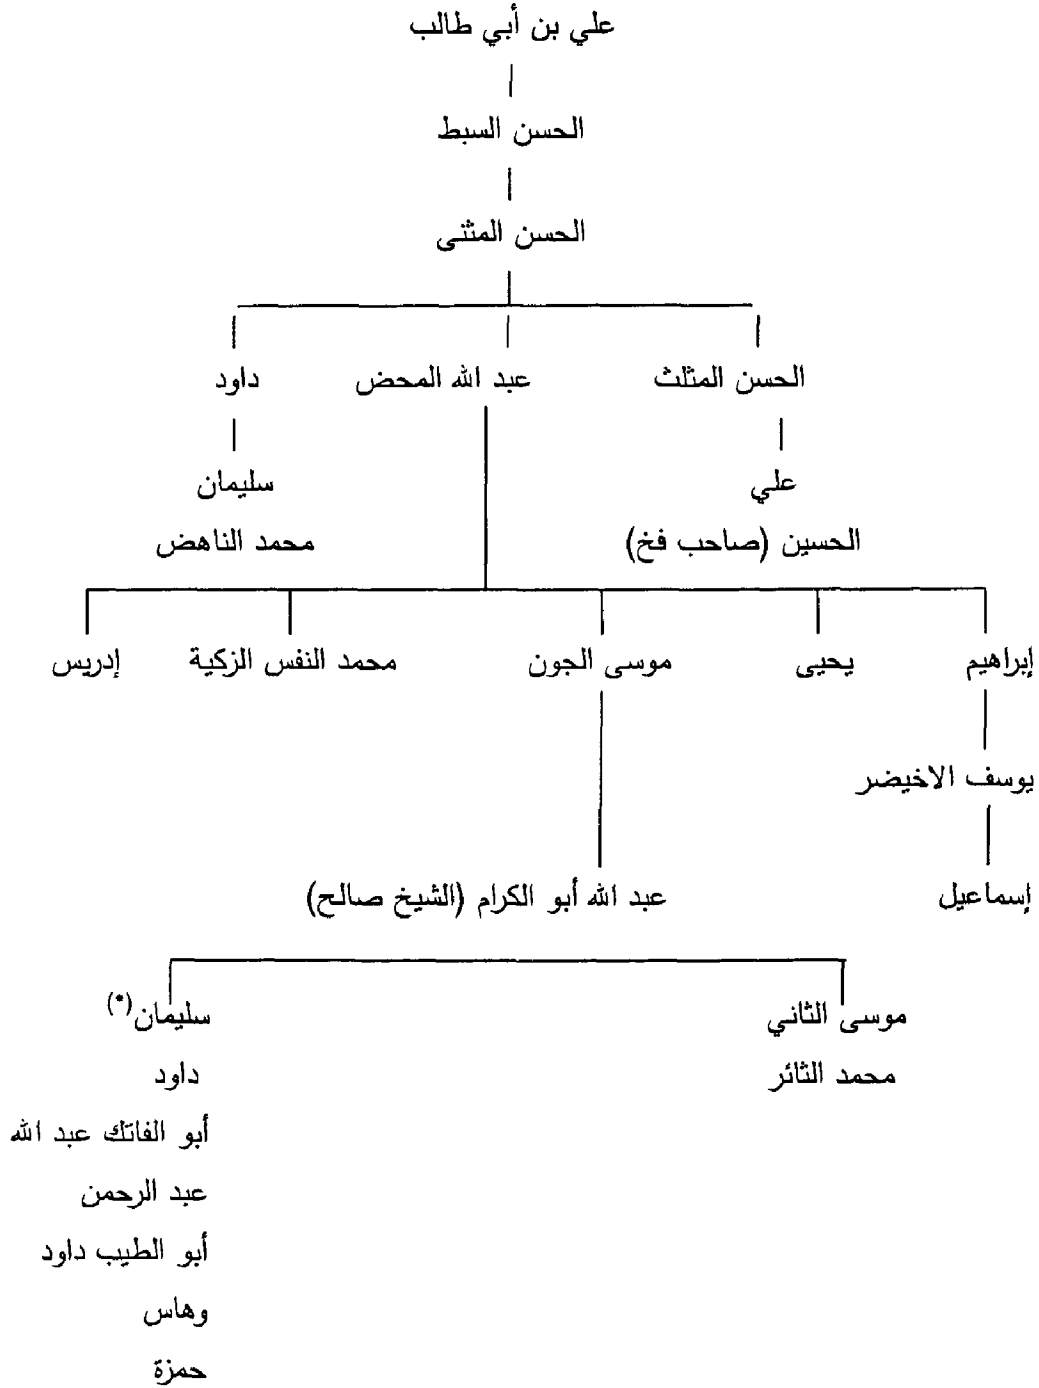 علي بن أبي طالب
الحسن السبط
الحسن المثنى
الحسن المثلث
عبد الله المحض
داود
علي
سليمان
الحسين (صاحب فخ)
محمد الناهض
إبراهيم
يحيى
موسى الجون
محمد النفس الزكية
إدريس
يوسف الاخيضر
إسماعيل
عبد الله أبو الكرام (الشيخ صالح)
موسى الثاني
سليمان(*)
محمد الثائر
داود
أبو الفاتك عبد الله
عبد الرحمن
أبو الطيب داود
وهاس
حمزة